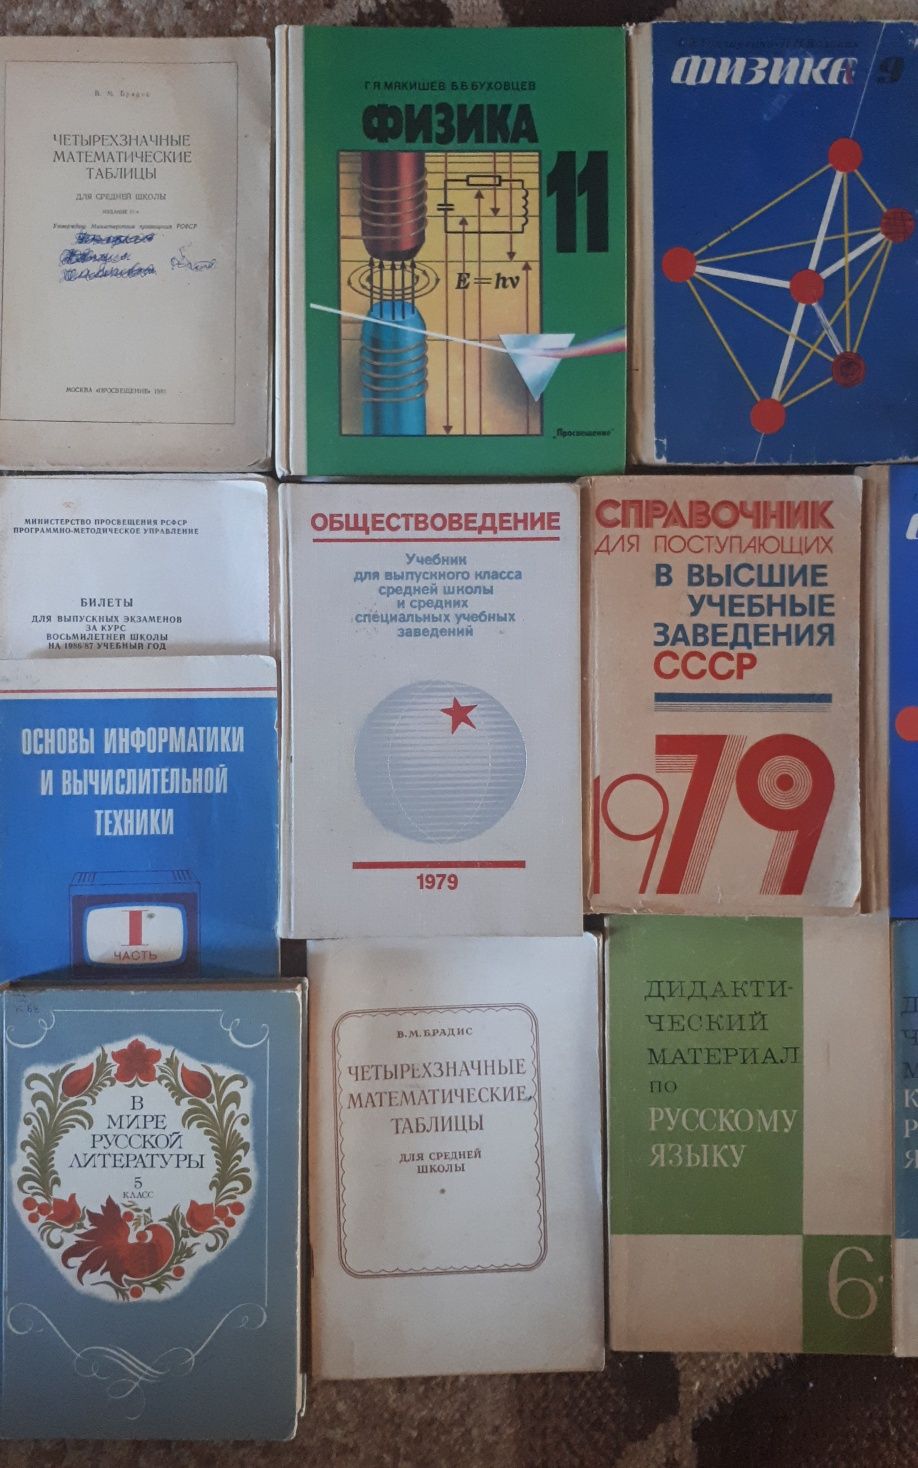 В. М. Брадис
ЧЕТЫРЕХЗНАЧНЫЕ
МАТЕМАТИЧЕСКИЕ
ТАБЛИЦЫ
ДЛЯ СРЕДНЕЙ ШКОЛЫ
Утверждены Министерством просвещения РСФСР
МОСКВА «ПРОСВЕЩЕНИЕ»
Г.Я.МЯКИШЕВ Б.Б.БУХОВЦЕВ
ФИЗИКА
11
E=hν
"Просвещение"
ФИЗИКА 9
МИНИСТЕРСТВО ПРОСВЕЩЕНИЯ РСФСР
ПРОГРАММНО-МЕТОДИЧЕСКОЕ УПРАВЛЕНИЕ
БИЛЕТЫ
ДЛЯ ВЫПУСКНЫХ ЭКЗАМЕНОВ
ЗА КУРС
ВОСЬМИЛЕТНЕЙ ШКОЛЫ
НА 1986/87 УЧЕБНЫЙ ГОД
ОБЩЕСТВОВЕДЕНИЕ
Учебник
для выпускного класса
средней школы
и средних
специальных учебных
заведений
1979
СПРАВОЧНИК
ДЛЯ ПОСТУПАЮЩИХ
В ВЫСШИЕ
УЧЕБНЫЕ
ЗАВЕДЕНИЯ
СССР
1979
ОСНОВЫ ИНФОРМАТИКИ
И ВЫЧИСЛИТЕЛЬНОЙ
ТЕХНИКИ
I
ЧАСТЬ
В
МИРЕ
РУССКОЙ
ЛИТЕРАТУРЫ
5
КЛАСС
В.М.БРАДИС
ЧЕТЫРЕХЗНАЧНЫЕ
МАТЕМАТИЧЕСКИЕ
ТАБЛИЦЫ
ДЛЯ СРЕДНЕЙ
ШКОЛЫ
ДИДАКТИ-
ЧЕСКИЙ
МАТЕРИАЛ
ПО
РУССКОМУ
ЯЗЫКУ
6